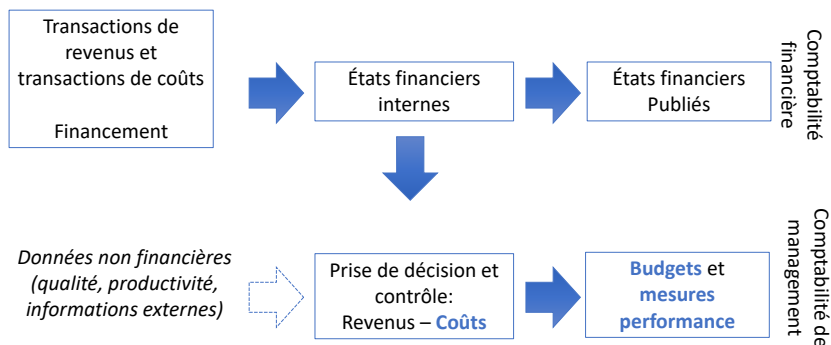 Transactions de
revenus et
transactions de coûts
Financement
États financiers
internes
États financiers
Publiés
Comptabilité
financière
Données non financières
(qualité, productivité,
informations externes)
Prise de décision et
contrôle:
Revenus – Coûts
Budgets et
mesures
performance
Comptabilité de
management